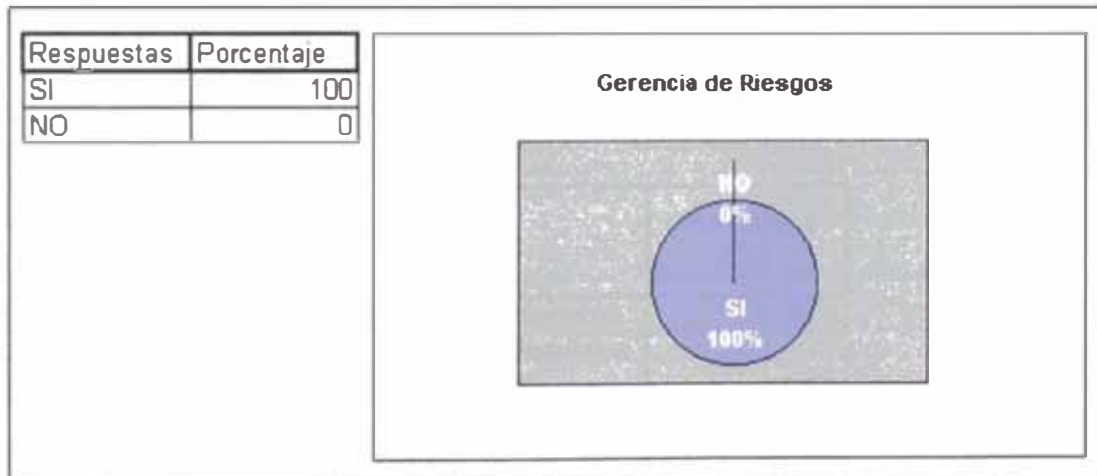 Respuestas Porcentaje
SI 100
NO 0
Gerencia de Riesgos
NO
0%
SI
100%